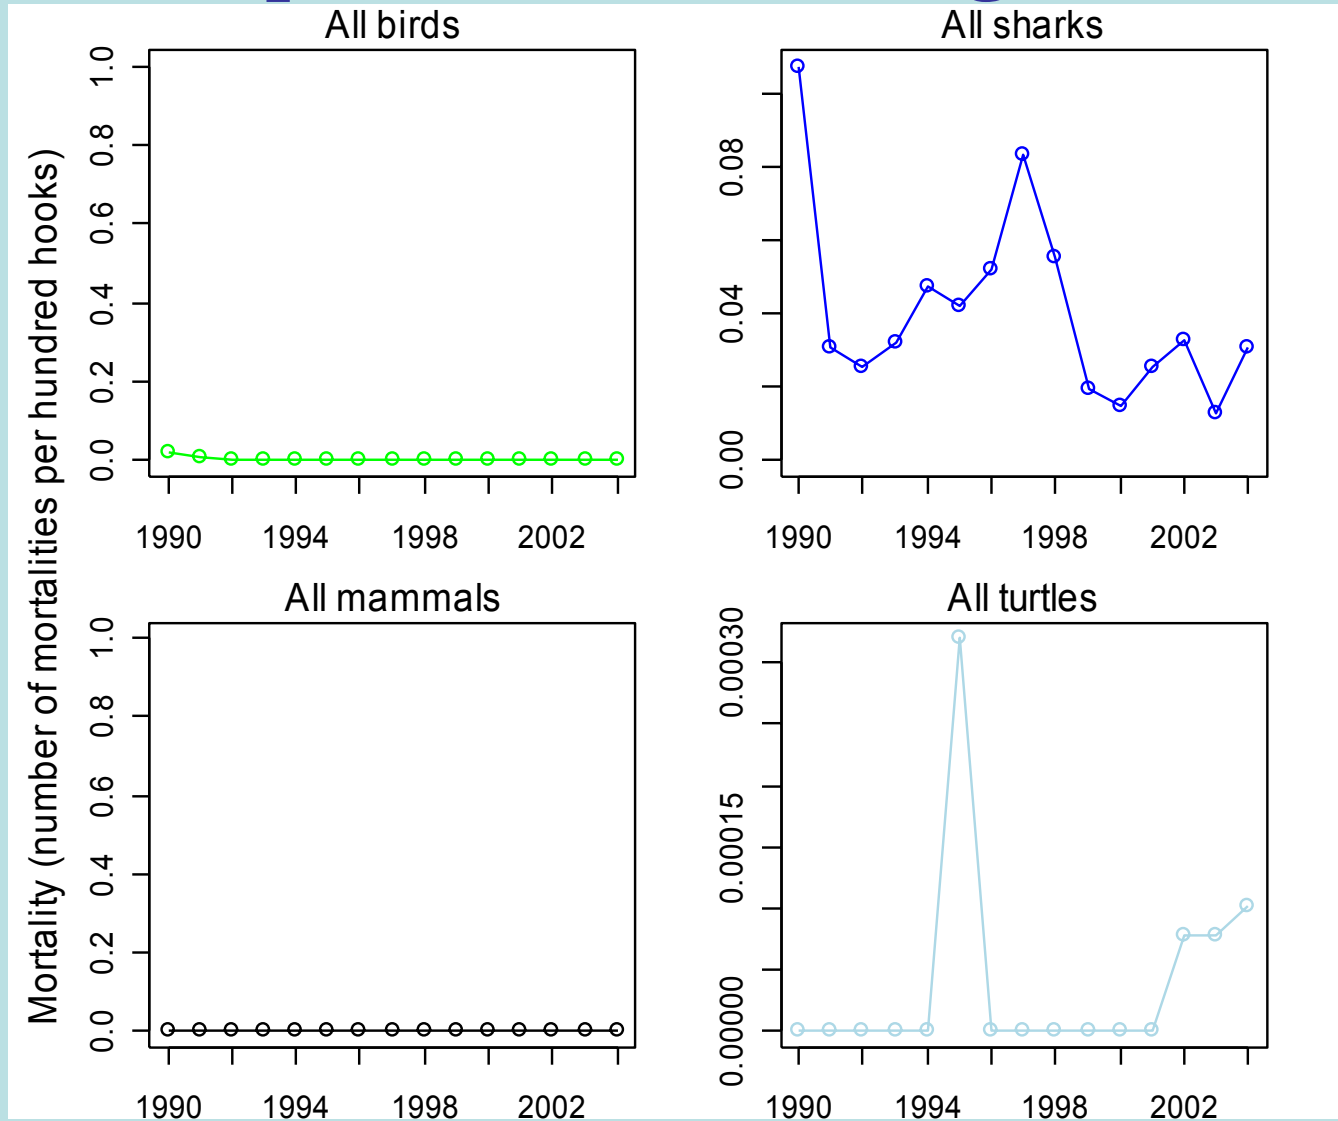 All birds
All sharks
Mortality (number of mortalities per hundred hooks)
1.0
0.8
0.6
0.4
0.2
0.0
1990 1994 1998 2002
0.08
0.04
0.00
1990 1994 1998 2002
All mammals
All turtles
1.0
0.8
0.6
0.4
0.2
0.0
1990 1994 1998 2002
0.00030
0.00015
0.00000
1990 1994 1998 2002